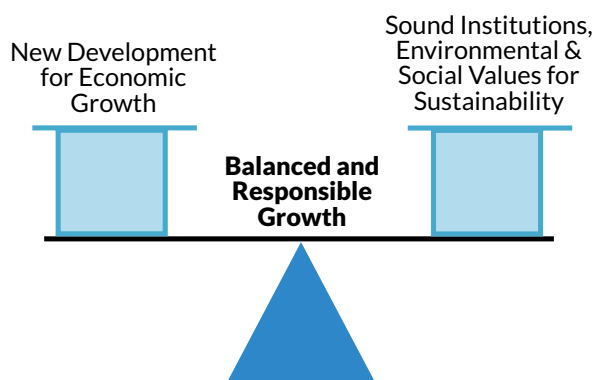 New Development
for Economic
Growth
Sound Institutions,
Environmental &
Social Values for
Sustainability
Balanced and
Responsible
Growth